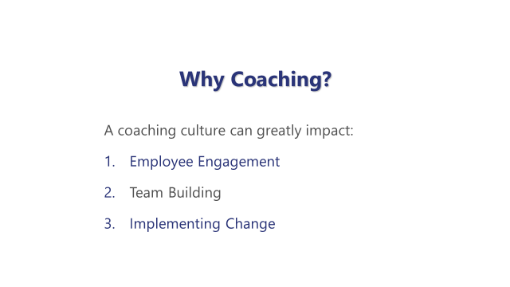 Why Coaching?
A coaching culture can greatly impact:
1. Employee Engagement
2. Team Building
3. Implementing Change